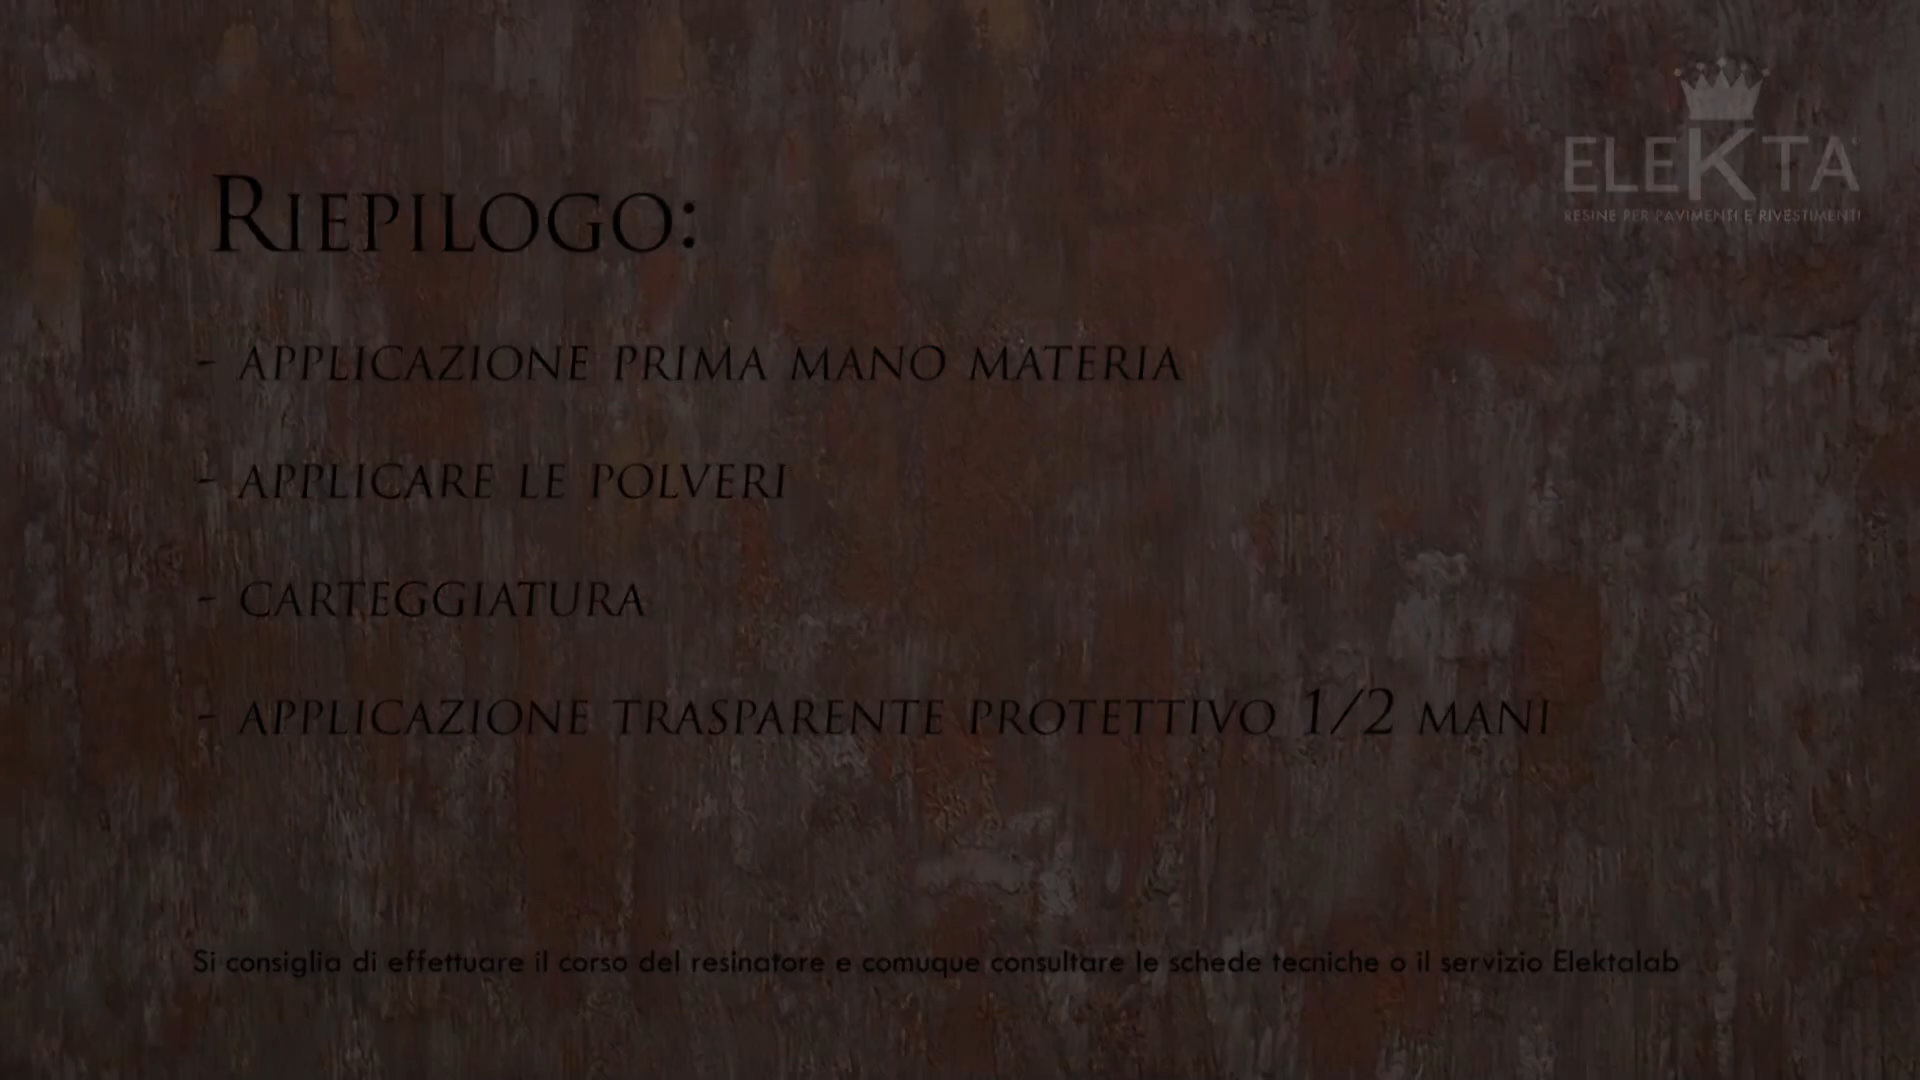 ELEKTA
RESINE PER PAVIMENTI E RIVESTIMENTI
RIEPILOGO:
- APPLICAZIONE PRIMA MANO MATERIA
- APPLICARE LE POLVERI
- CARTEGGIATURA
- APPLICAZIONE TRASPARENTE PROTETTIVO 1/2 MANI
Si consiglia di effettuare il corso del resinatore e comuque consultare le schede tecniche o il servizio Elektalab